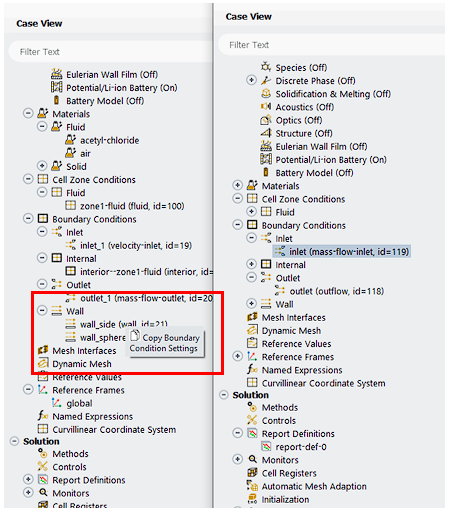 Case View
Filter Text
Eulerian Wall Film (Off)
Potential/Li-ion Battery (On)
Battery Model (Off)
Materials
Fluid
acetyl-chloride
air
Solid
Cell Zone Conditions
Fluid
zone1-fluid (fluid, id=100)
Boundary Conditions
Inlet
inlet_1 (velocity-inlet, id=19)
Internal
interior--zone1-fluid (interior, id=
Outlet
outlet_1 (mass-flow-outlet, id=20
Wall
wall_side (wall, id=21)
wall_sphere
Copy Boundary
Condition Settings
Mesh Interfaces
Dynamic Mesh
Reference Values
Reference Frames
global
Named Expressions
Curvilinear Coordinate System
Solution
Methods
Controls
Report Definitions
Monitors
Cell Registers
Case View
Filter Text
Species (Off)
Discrete Phase (Off)
Solidification & Melting (Off)
Acoustics (Off)
Optics (Off)
Structure (Off)
Eulerian Wall Film (Off)
Potential/Li-ion Battery (Off)
Battery Model (Off)
Materials
Cell Zone Conditions
Fluid
Boundary Conditions
Inlet
inlet (mass-flow-inlet, id=119)
Internal
Outlet
outlet (outflow, id=118)
Wall
Mesh Interfaces
Dynamic Mesh
Reference Values
Reference Frames
Named Expressions
Curvilinear Coordinate System
Solution
Methods
Controls
Report Definitions
report-def-0
Monitors
Cell Registers
Automatic Mesh Adaption
Initialization